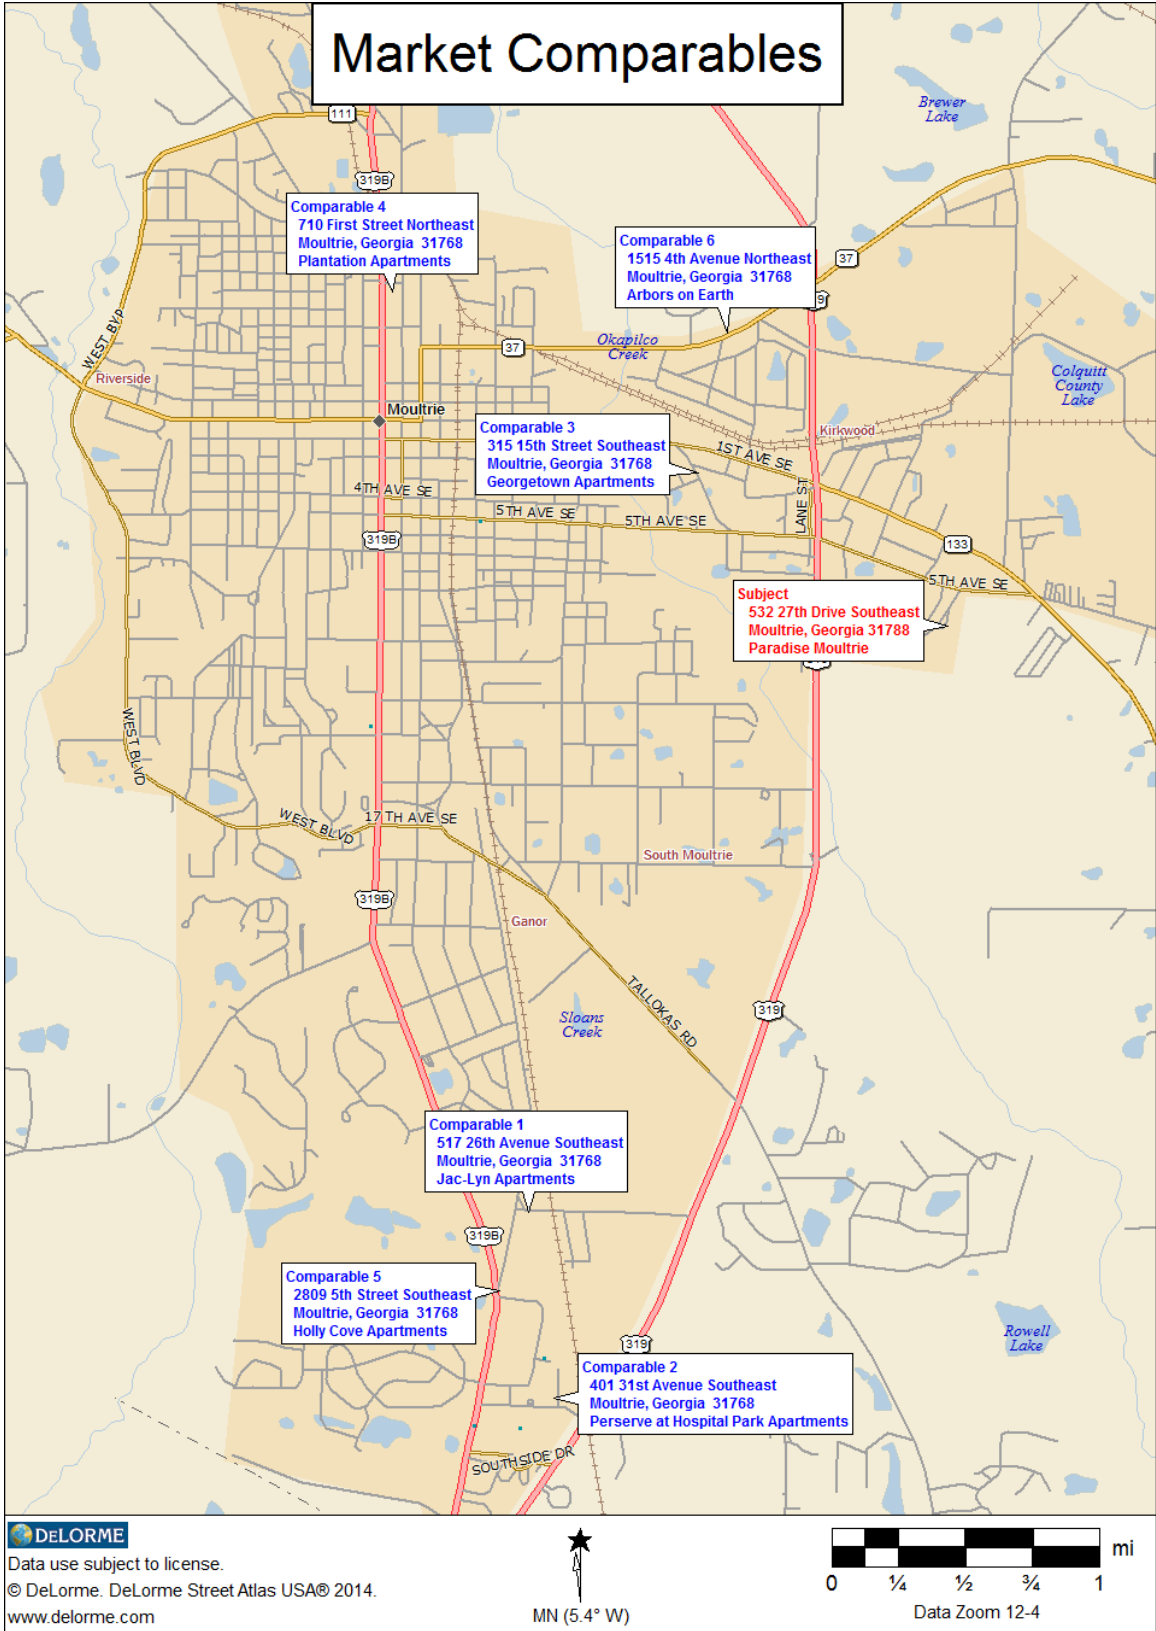 Market Comparables
Brewer
Lake
111
319B
Comparable 4
710 First Street Northeast
Moultrie, Georgia 31768
Plantation Apartments
Comparable 6
1515 4th Avenue Northeast
Moultrie, Georgia 31768
Arbors on Earth
37
9
WEST BYP
Okapilco
Creek
37
Riverside
Colquitt
County
Lake
Moultrie
Kirkwood
Comparable 3
315 15th Street Southeast
Moultrie, Georgia 31768
Georgetown Apartments
1ST AVE SE
4TH AVE SE
LANE ST
5TH AVE SE
5TH AVE SE
319B
133
5TH AVE SE
Subject
532 27th Drive Southeast
Moultrie, Georgia 31788
Paradise Moultrie
WEST BLVD
WEST BLVD
17TH AVE SE
South Moultrie
319B
Ganor
TALLOKAS RD
319
Sloans
Creek
Comparable 1
517 26th Avenue Southeast
Moultrie, Georgia 31768
Jac-Lyn Apartments
319B
Comparable 5
2809 5th Street Southeast
Moultrie, Georgia 31768
Holly Cove Apartments
Rowell
Lake
319
Comparable 2
401 31st Avenue Southeast
Moultrie, Georgia 31768
Perserve at Hospital Park Apartments
SOUTHSIDE DR
DELORME
Data use subject to license.
© DeLorme. DeLorme Street Atlas USA® 2014.
www.delorme.com
MN (5.4° W)
mi
0 ¼ ½ ¾ 1
Data Zoom 12-4